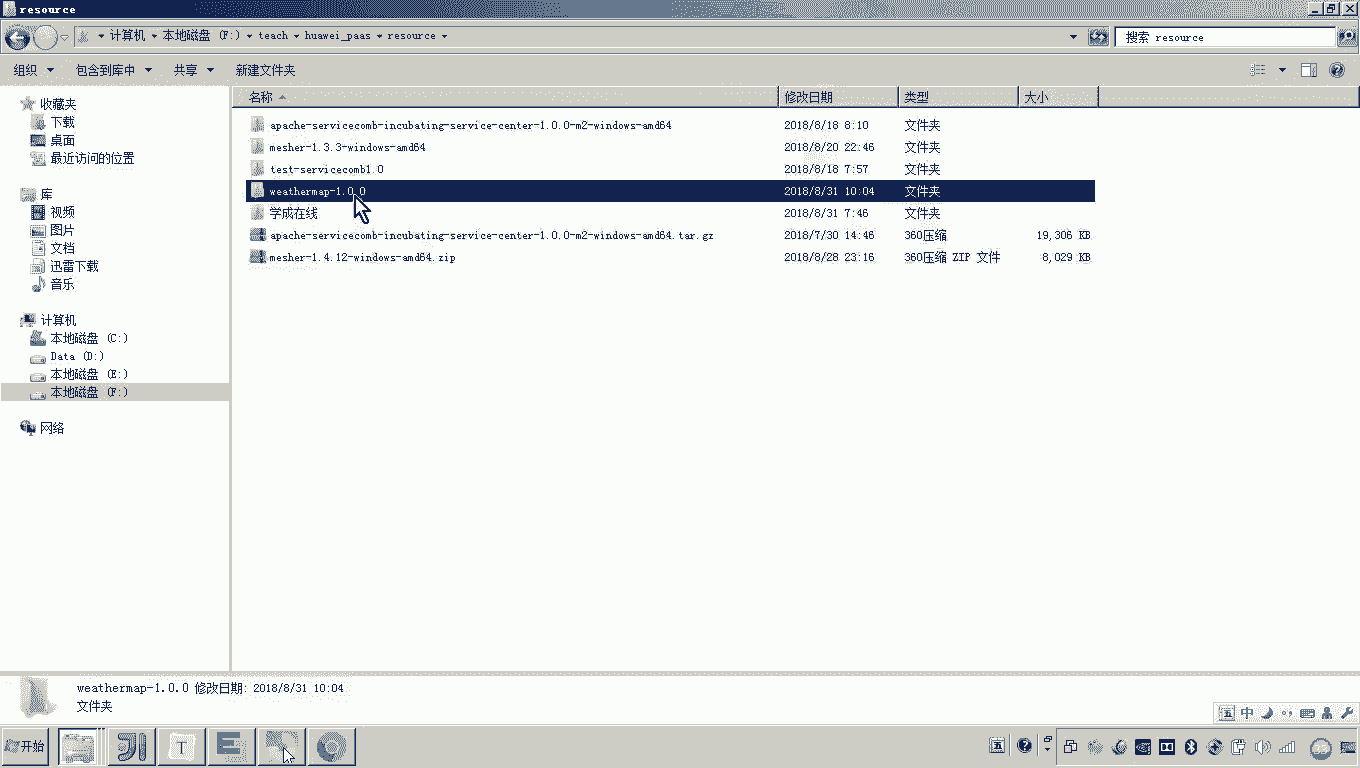 resource
计算机 本地磁盘 (F:) teach huawei_paas resource
搜索 resource
组织 包含到库中 共享 新建文件夹
名称 修改日期 类型 大小
收藏夹
下载
桌面
最近访问的位置
库
视频
图片
文档
迅雷下载
音乐
计算机
本地磁盘 (C:)
Data (D:)
本地磁盘 (E:)
本地磁盘 (F:)
网络
apache-servicecomb-incubating-service-center-1.0.0-m2-windows-amd64 2018/8/18 8:10 文件夹
mesher-1.3.3-windows-amd64 2018/8/20 22:46 文件夹
test-servicecomb1.0 2018/8/18 7:57 文件夹
weathermap-1.0.0 2018/8/31 10:04 文件夹
学成在线 2018/8/31 7:46 文件夹
apache-servicecomb-incubating-service-center-1.0.0-m2-windows-amd64.tar.gz 2018/7/30 14:46 360压缩 19,306 KB
mesher-1.4.12-windows-amd64.zip 2018/8/28 23:16 360压缩 ZIP 文件 8,029 KB
weathermap-1.0.0 修改日期: 2018/8/31 10:04
文件夹
五 中
开始 T 五